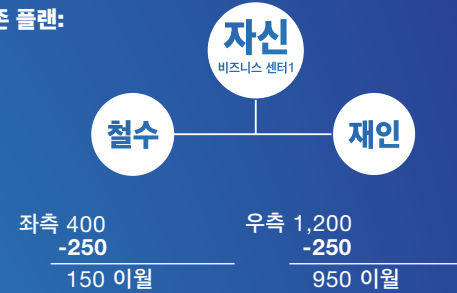 존 플랜:
자신
비즈니스 센터1
철수
재인
좌측 400
-250
150 이월
우측 1,200
-250
950 이월